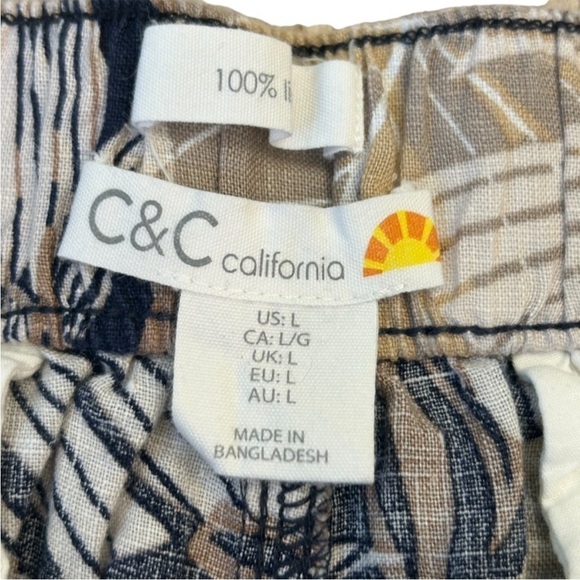 100% li
C&C california
US: L
CA: L/G
UK: L
EU: L
AU: L
MADE IN
BANGLADESH